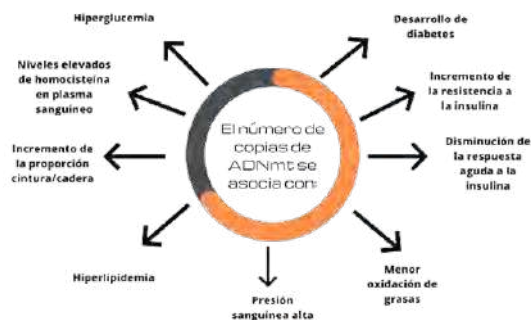 Hiperglucemia
Desarrollo de
diabetes
Niveles elevados
de homocisteína
en plasma
sanguíneo
Incremento de
la resistencia a
la insulina
El número de
copias de
ADNmt se
asocia con:
Incremento de
la proporción
cintura/cadera
Disminución de
la respuesta
aguda a la
insulina
Hiperlipidemia
Menor
oxidación de
grasas
Presión
sanguínea alta